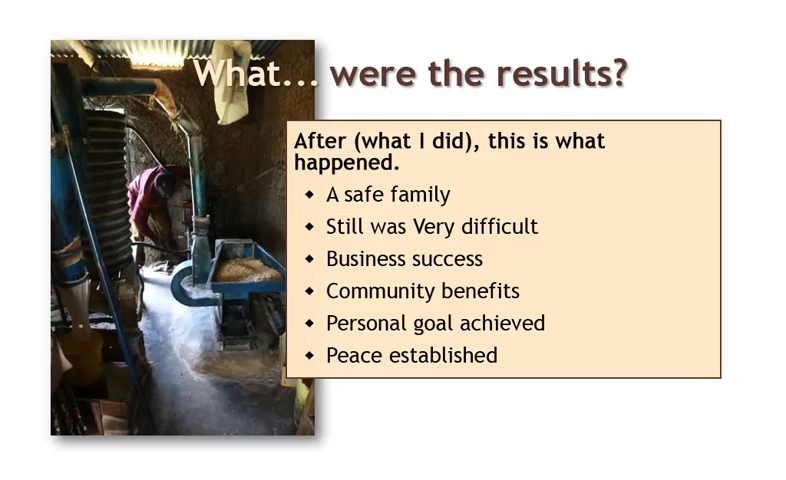 What... were the results?
After (what I did), this is what
happened.
◆ A safe family
◆ Still was Very difficult
◆ Business success
◆ Community benefits
◆ Personal goal achieved
◆ Peace established